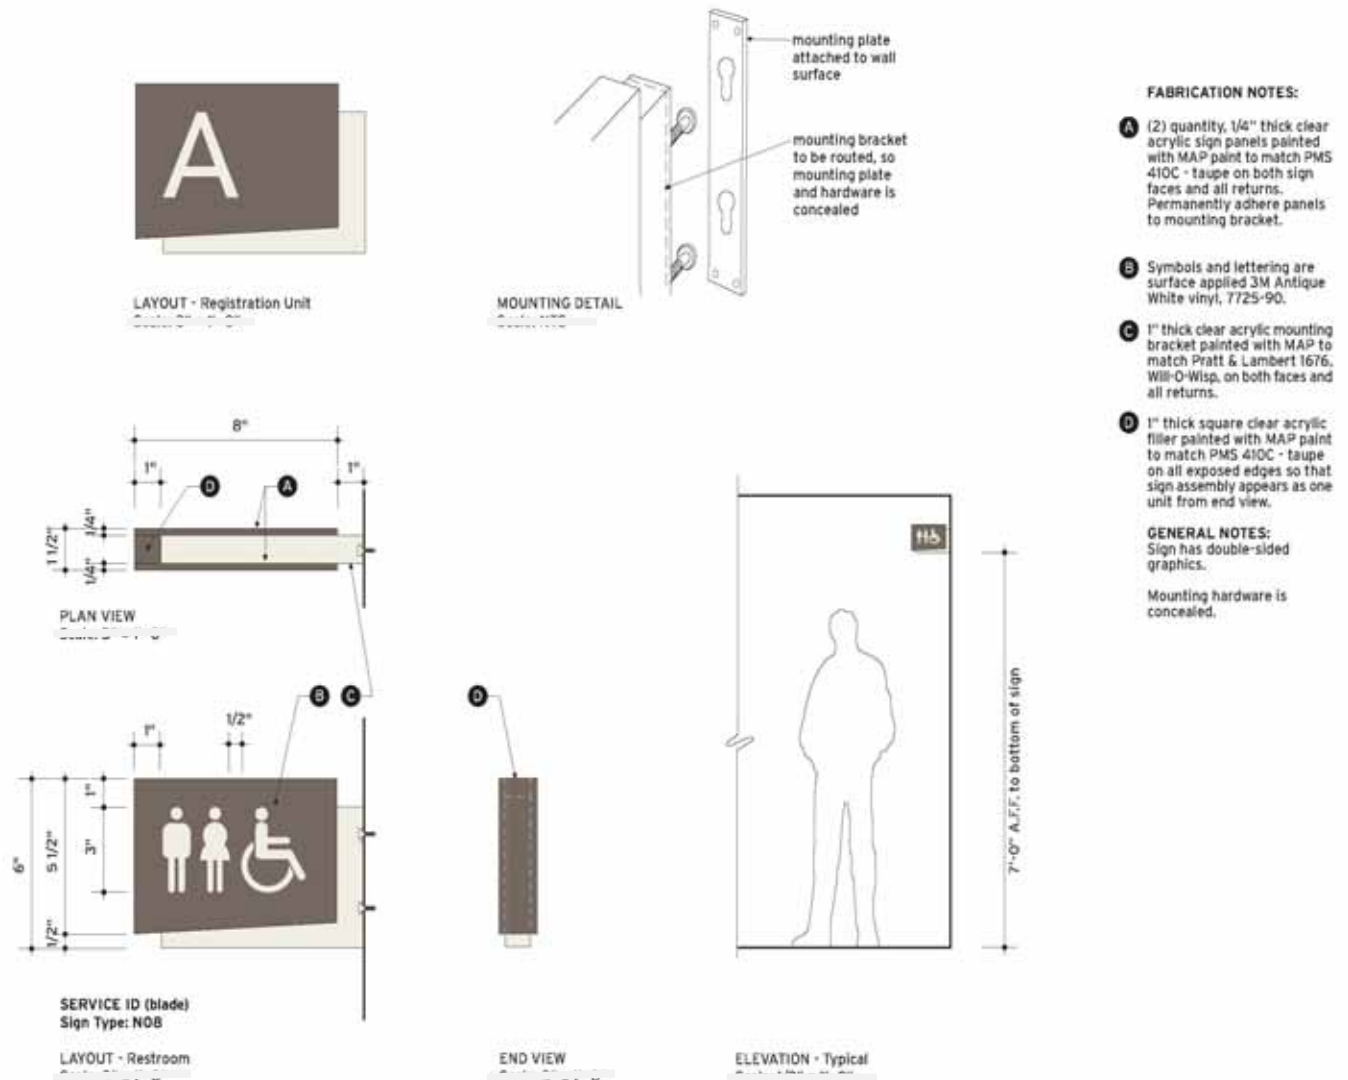 A
LAYOUT - Registration Unit
mounting plate
attached to wall
surface
mounting bracket
to be routed, so
mounting plate
and hardware is
concealed
MOUNTING DETAIL
FABRICATION NOTES:
A (2) quantity, 1/4" thick clear
acrylic sign panels painted
with MAP paint to match PMS
410C - taupe on both sign
faces and all returns.
Permanently adhere panels
to mounting bracket.
B Symbols and lettering are
surface applied 3M Antique
White vinyl, 7725-90.
C 1" thick clear acrylic mounting
bracket painted with MAP to
match Pratt & Lambert 1676,
Will-O-Wisp, on both faces and
all returns.
D 1" thick square clear acrylic
filler painted with MAP paint
to match PMS 410C - taupe
on all exposed edges so that
sign assembly appears as one
unit from end view.
GENERAL NOTES:
Sign has double-sided
graphics.
Mounting hardware is
concealed.
8"
1"
1"
D
A
1/4"
1 1/2"
1/4"
PLAN VIEW
B
C
1/2"
1"
1"
3"
5 1/2"
6"
1/2"
SERVICE ID (blade)
Sign Type: N08
LAYOUT - Restroom
D
END VIEW
7'-0" A.F.F. to bottom of sign
ELEVATION - Typical